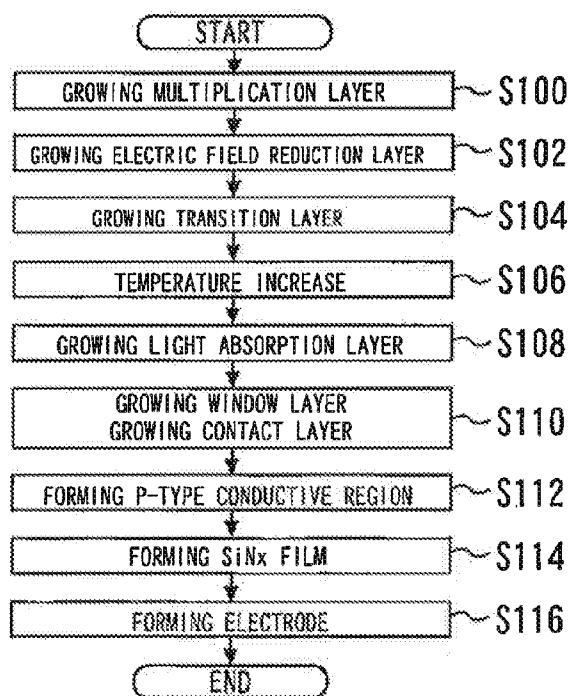 START
GROWING MULTIPLICATION LAYER S100
GROWING ELECTRIC FIELD REDUCTION LAYER S102
GROWING TRANSITION LAYER S104
TEMPERATURE INCREASE S106
GROWING LIGHT ABSORPTION LAYER S108
GROWING WINDOW LAYER
GROWING CONTACT LAYER S110
FORMING P-TYPE CONDUCTIVE REGION S112
FORMING SiNx FILM S114
FORMING ELECTRODE S116
END